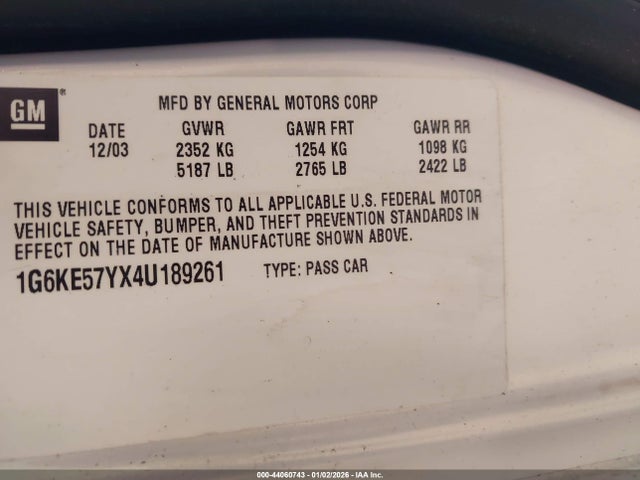 GM®
MFD BY GENERAL MOTORS CORP
DATE GVWR GAWR FRT GAWR RR
12/03 2352 KG 1254 KG 1098 KG
5187 LB 2765 LB 2422 LB
THIS VEHICLE CONFORMS TO ALL APPLICABLE U.S. FEDERAL MOTOR
VEHICLE SAFETY, BUMPER, AND THEFT PREVENTION STANDARDS IN
EFFECT ON THE DATE OF MANUFACTURE SHOWN ABOVE.
1G6KE57YX4U189261 TYPE: PASS CAR
000-44060743 - 01/02/2026 - IAA Inc.